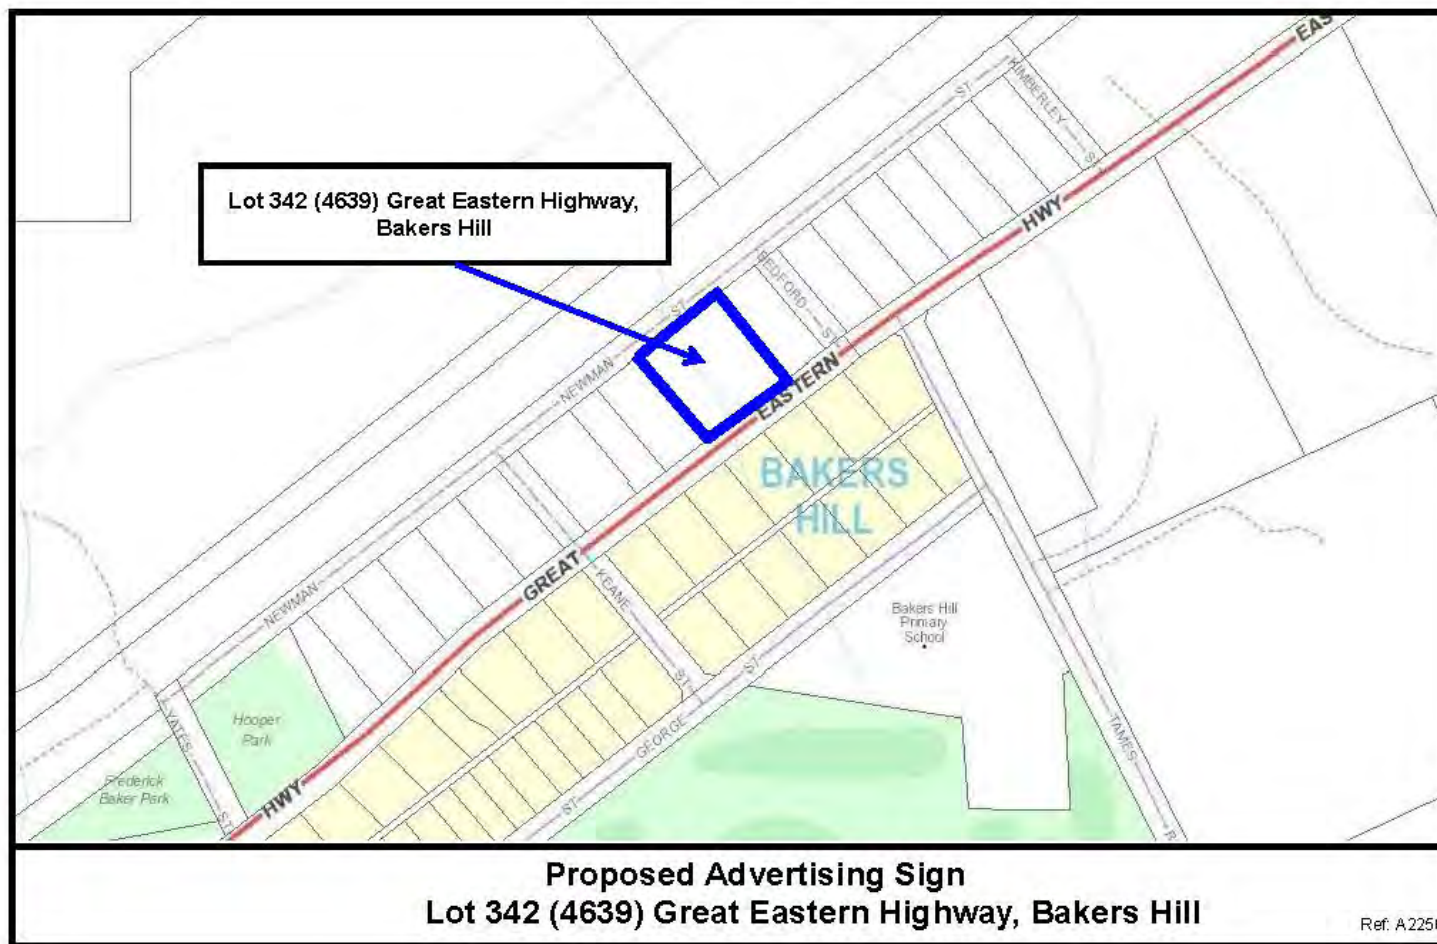 EAS
KIMBERLEY
ST
ST
Lot 342 (4639) Great Eastern Highway,
Bakers Hill
HWY
BEDFORD
ST
ST
NEWMAN
EASTERN
BAKERS
HILL
GREAT
KEANE
NEWMAN
Bakers Hill
Primary
School
ST
ST
Hooper
Park
YATES
GEORGE
TAMES
Frederick
Baker Park
HWY
ST
ST
Proposed Advertising Sign
Lot 342 (4639) Great Eastern Highway, Bakers Hill
Ref: A225